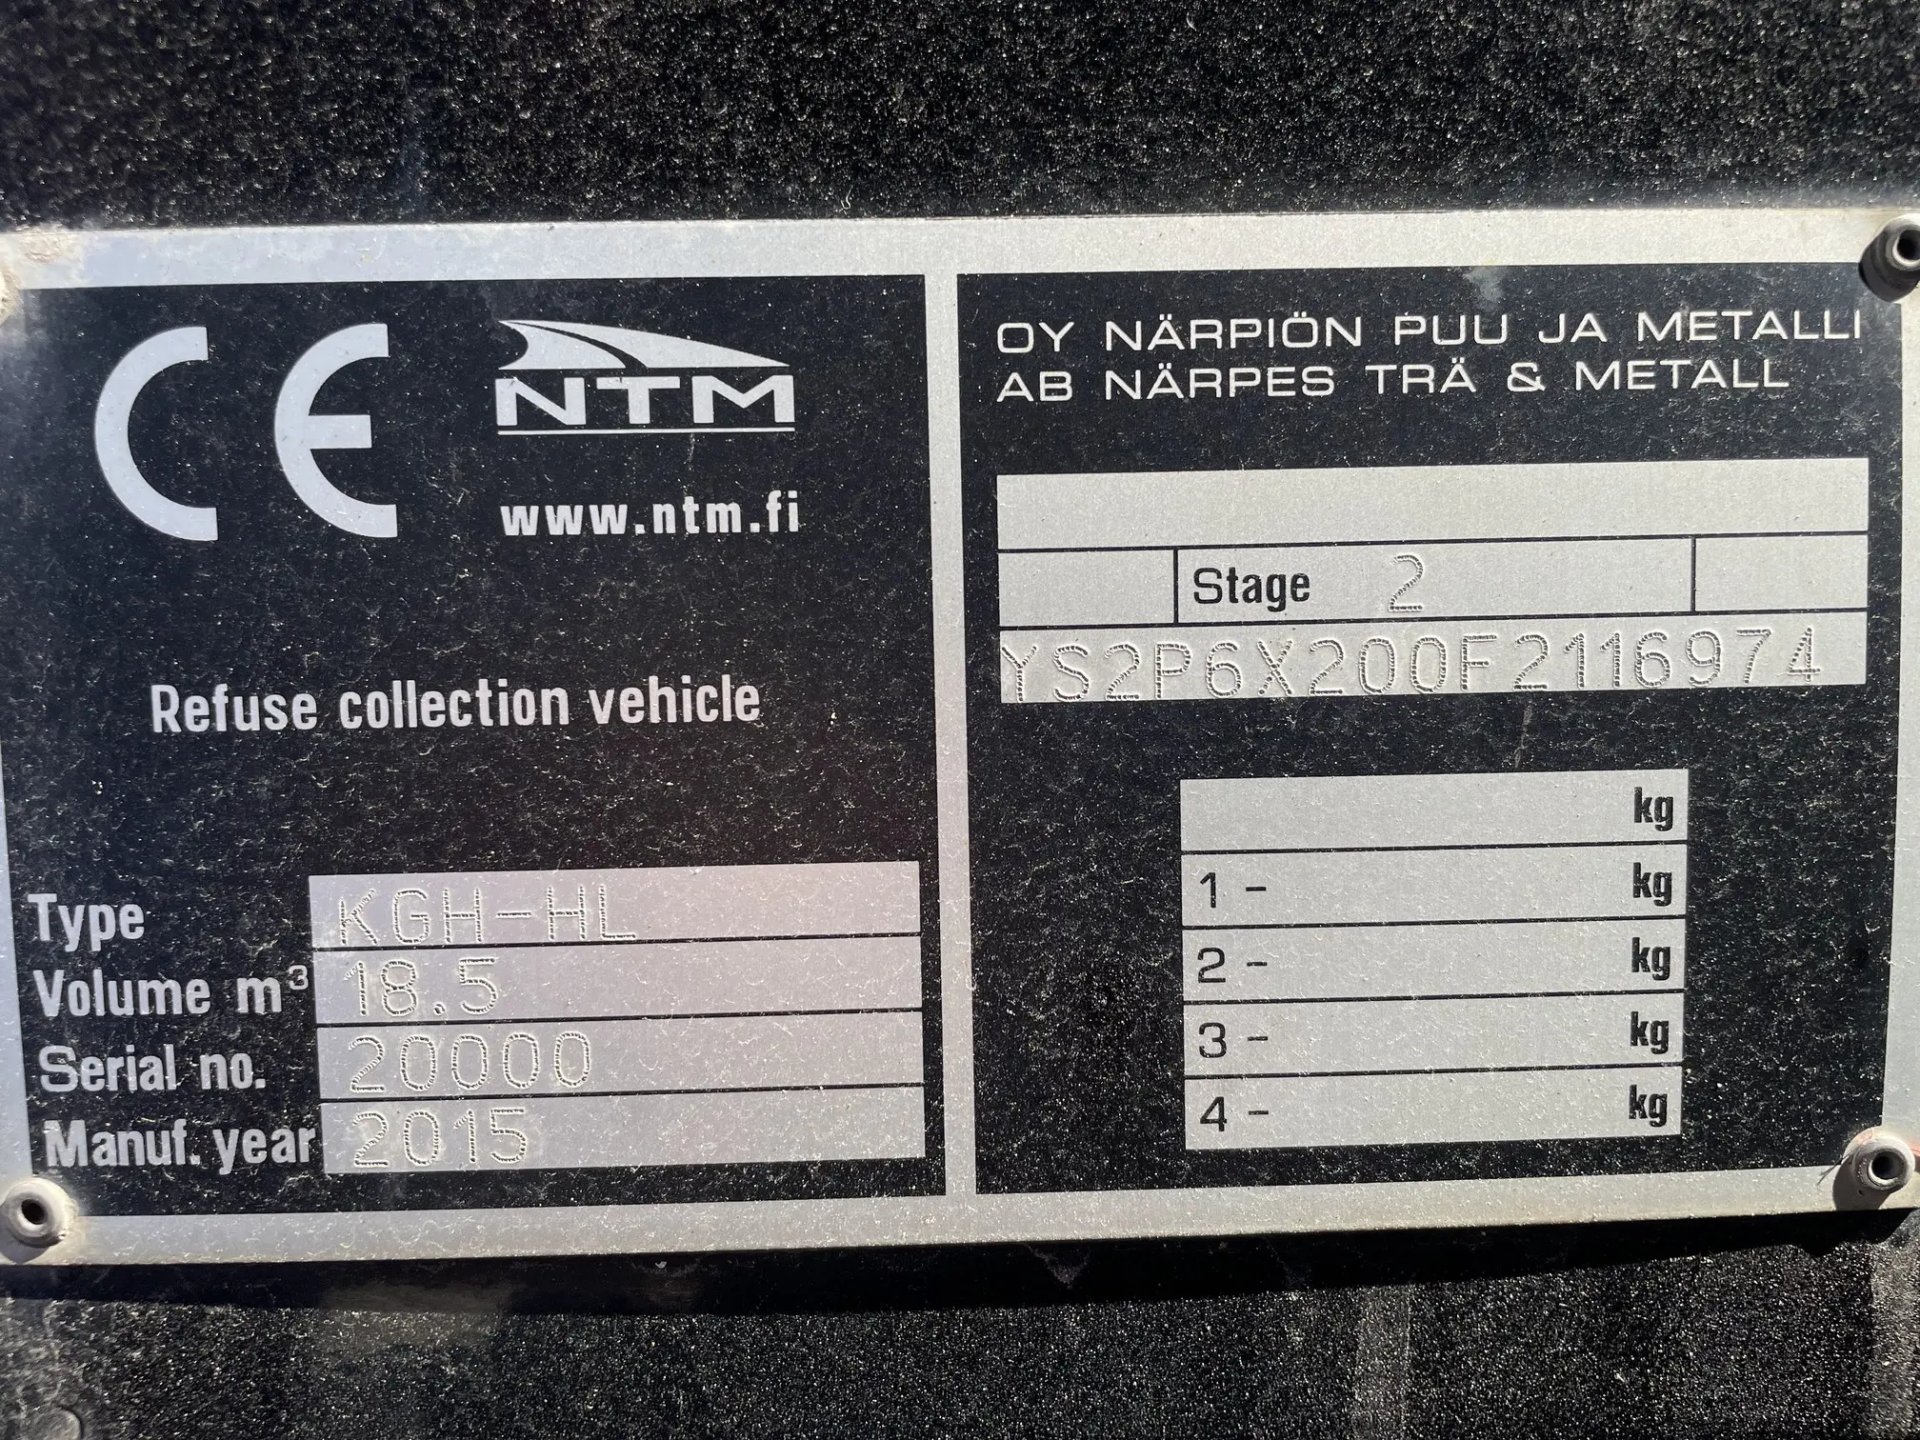 CE NTM
www.ntm.fi
Refuse collection vehicle
Type KGH-HL
Volume m³ 18.5
Serial no. 20000
Manuf. year 2015
OY NÄRPIÖN PUU JA METALLI
AB NÄRPES TRÄ & METALL
Stage 2
YS2P6X200F2116974
kg
1 - kg
2 - kg
3 - kg
4 - kg